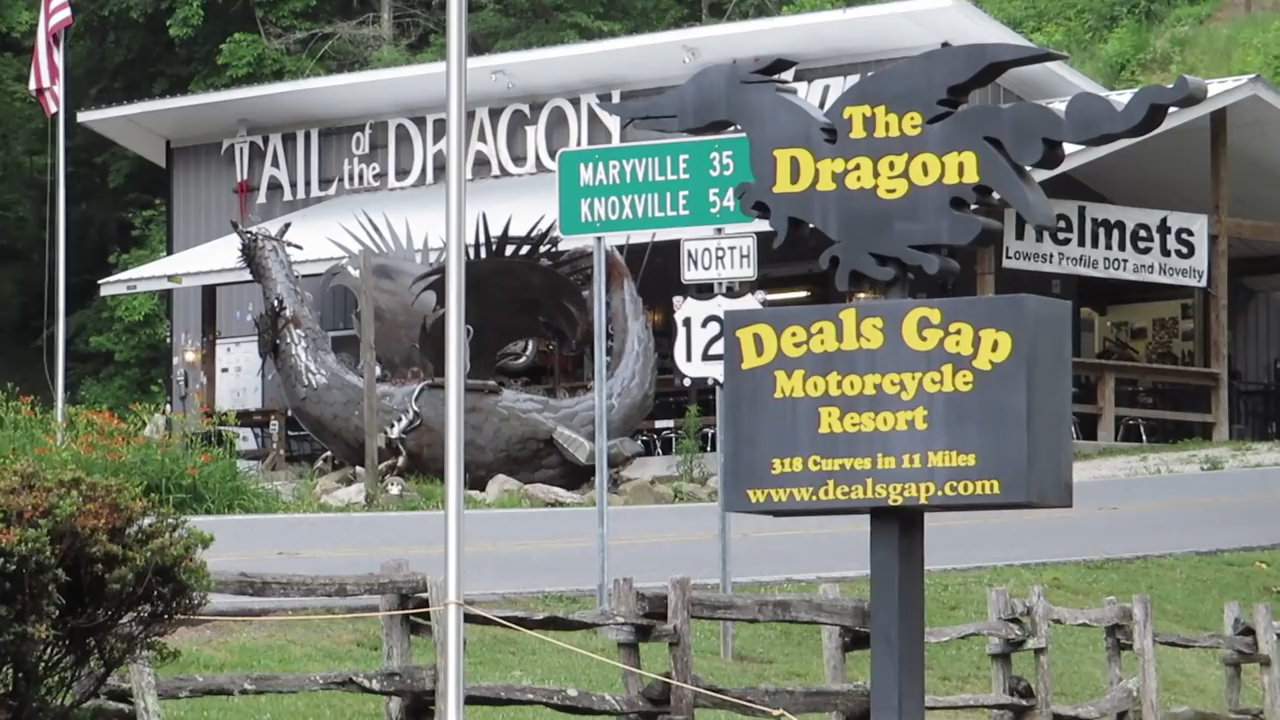 TAIL of the DRAGON
MARYVILLE 35
KNOXVILLE 54
NORTH
12
The
Dragon
Helmets
Lowest Profile DOT and Novelty
Deals Gap
Motorcycle
Resort
318 Curves in 11 Miles
www.dealsgap.com